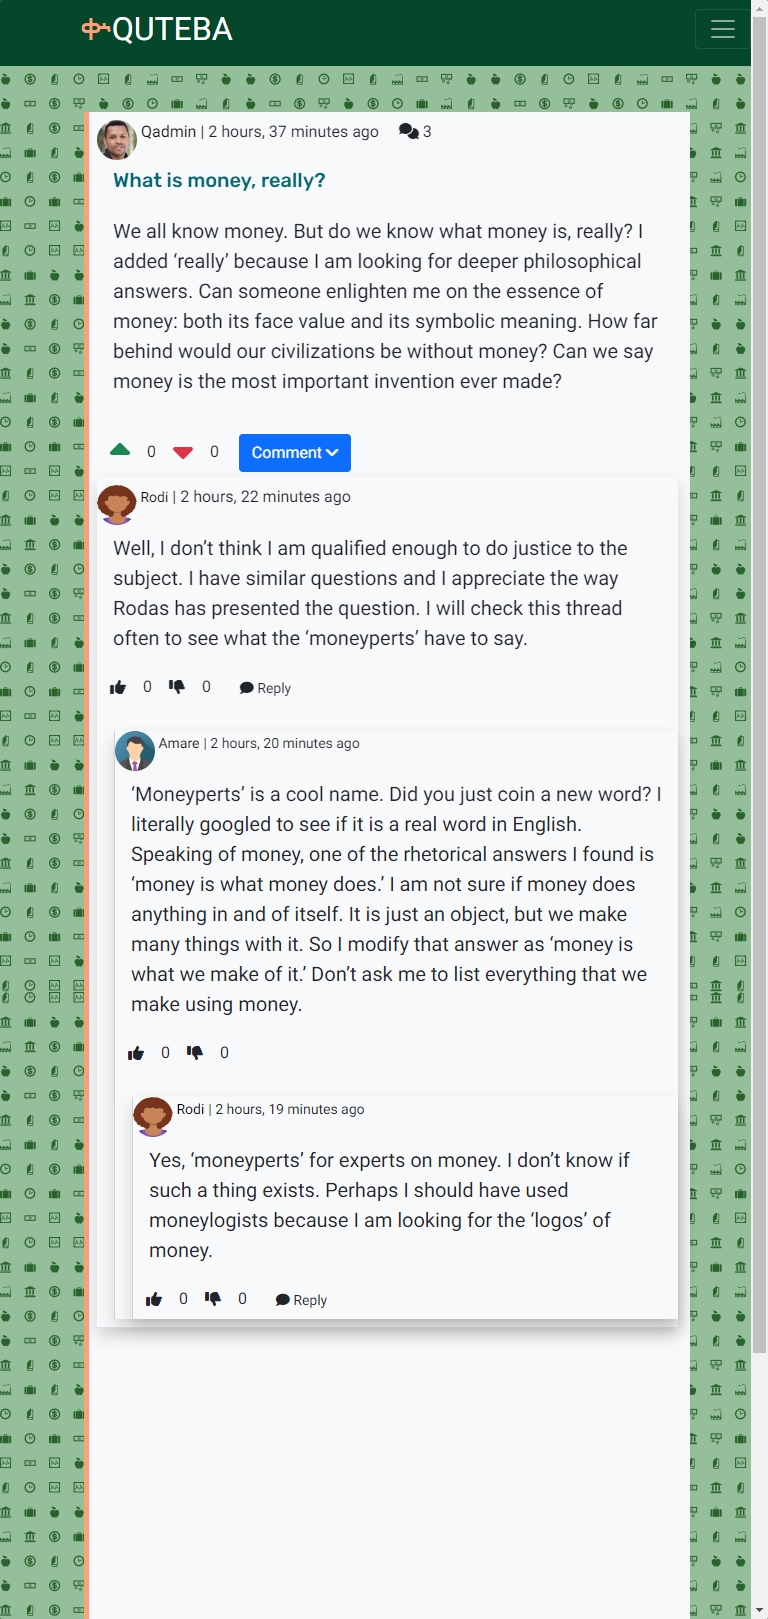 ቍQUTEBA
Qadmin | 2 hours, 37 minutes ago 3
What is money, really?
We all know money. But do we know what money is, really? I
added ‘really’ because I am looking for deeper philosophical
answers. Can someone enlighten me on the essence of
money: both its face value and its symbolic meaning. How far
behind would our civilizations be without money? Can we say
money is the most important invention ever made?
0 0 Comment
Rodi | 2 hours, 22 minutes ago
Well, I don’t think I am qualified enough to do justice to the
subject. I have similar questions and I appreciate the way
Rodas has presented the question. I will check this thread
often to see what the ‘moneyperts’ have to say.
0 0 Reply
Amare | 2 hours, 20 minutes ago
‘Moneyperts’ is a cool name. Did you just coin a new word? I
literally googled to see if it is a real word in English.
Speaking of money, one of the rhetorical answers I found is
‘money is what money does.’ I am not sure if money does
anything in and of itself. It is just an object, but we make
many things with it. So I modify that answer as ‘money is
what we make of it.’ Don’t ask me to list everything that we
make using money.
0 0
Rodi | 2 hours, 19 minutes ago
Yes, ‘moneyperts’ for experts on money. I don’t know if
such a thing exists. Perhaps I should have used
moneylogists because I am looking for the ‘logos’ of
money.
0 0 Reply